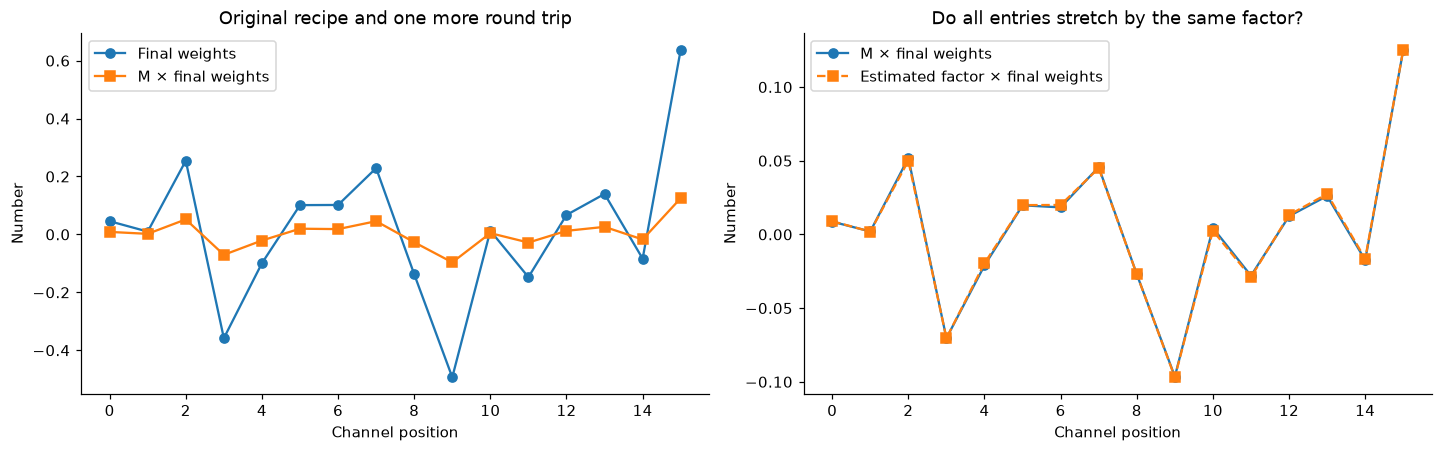 Original recipe and one more round trip
Final weights
M × final weights
Number
0.6
0.4
0.2
0.0
−0.2
−0.4
0 2 4 6 8 10 12 14
Channel position
Do all entries stretch by the same factor?
M × final weights
Estimated factor × final weights
Number
0.10
0.05
0.00
−0.05
−0.10
0 2 4 6 8 10 12 14
Channel position